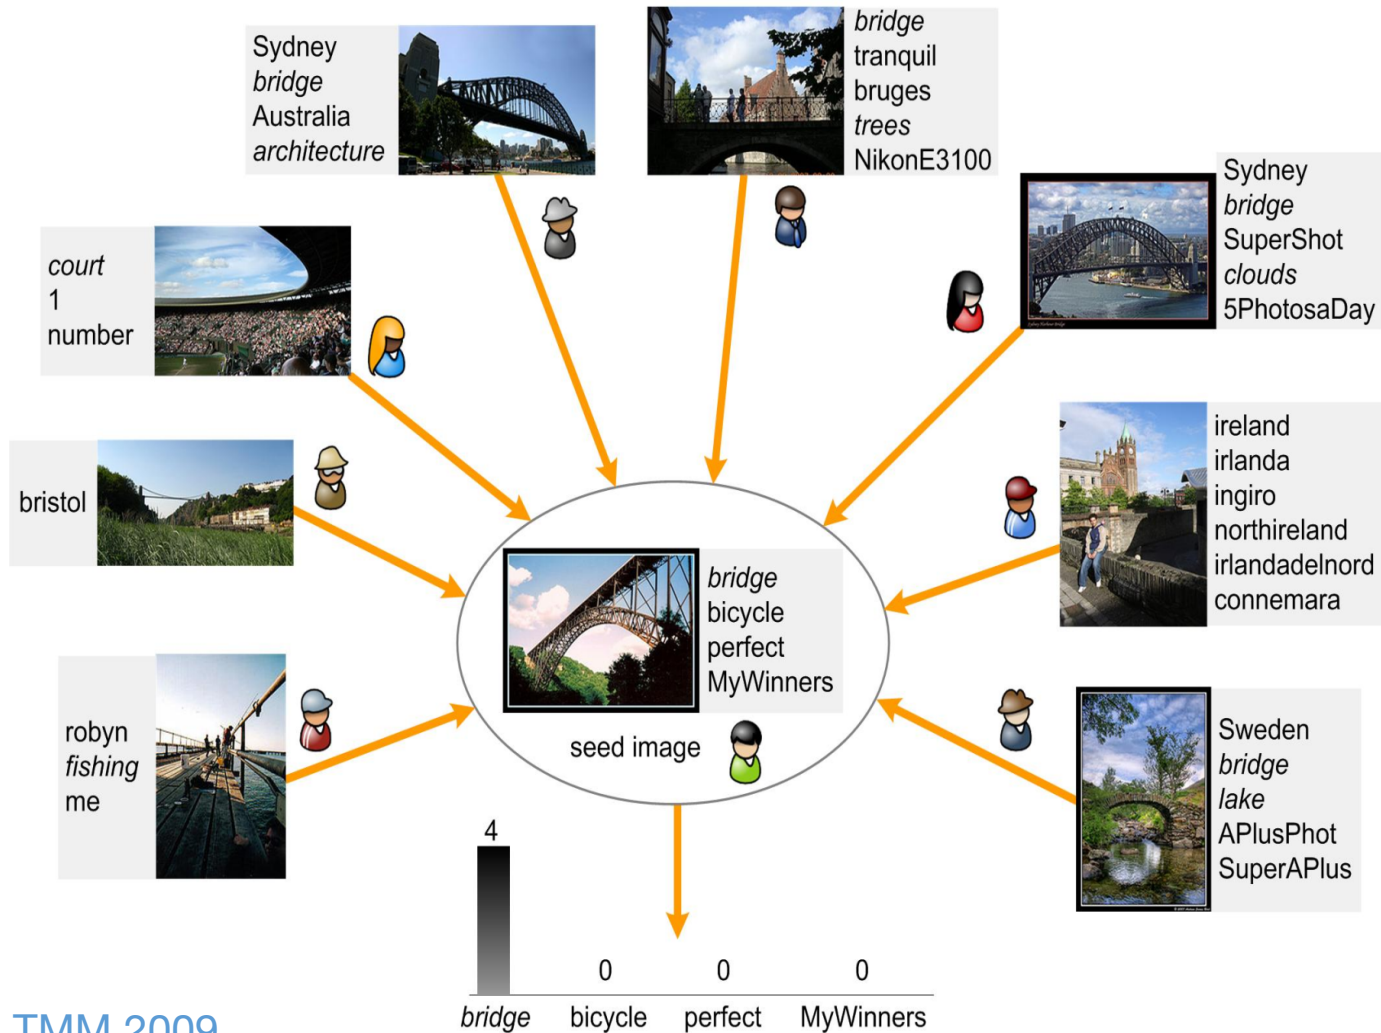 Sydney
bridge
Australia
architecture
bridge
tranquil
bruges
trees
NikonE3100
Sydney
bridge
SuperShot
clouds
5PhotosaDay
court
1
number
ireland
irlanda
ingiro
northireland
irlandadelnord
connemara
bristol
bridge
bicycle
perfect
MyWinners
seed image
robyn
fishing
me
Sweden
bridge
lake
APlusPhot
SuperAPlus
4
0 0 0
bridge bicycle perfect MyWinners
TMM 2009